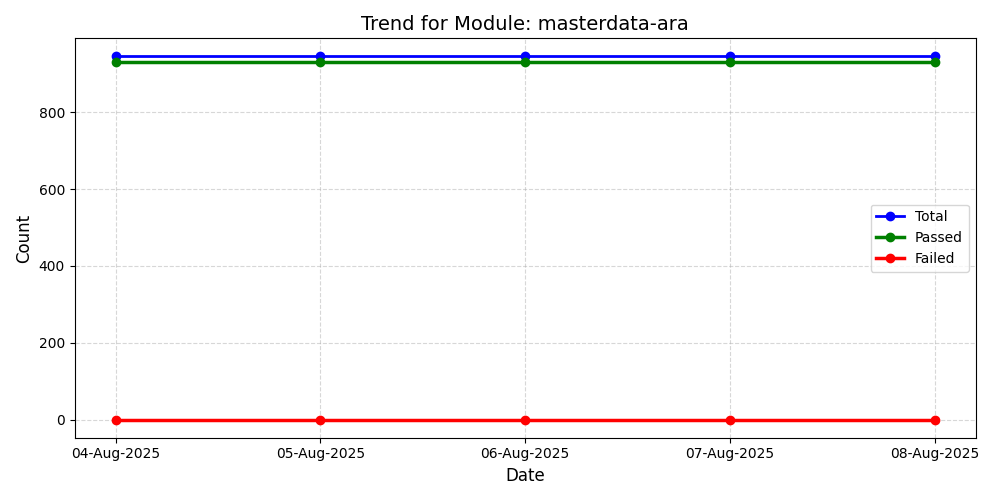 Trend for Module: masterdata-ara
Count
800
600
400
200
0
Total
Passed
Failed
04-Aug-2025
05-Aug-2025
06-Aug-2025
07-Aug-2025
08-Aug-2025
Date